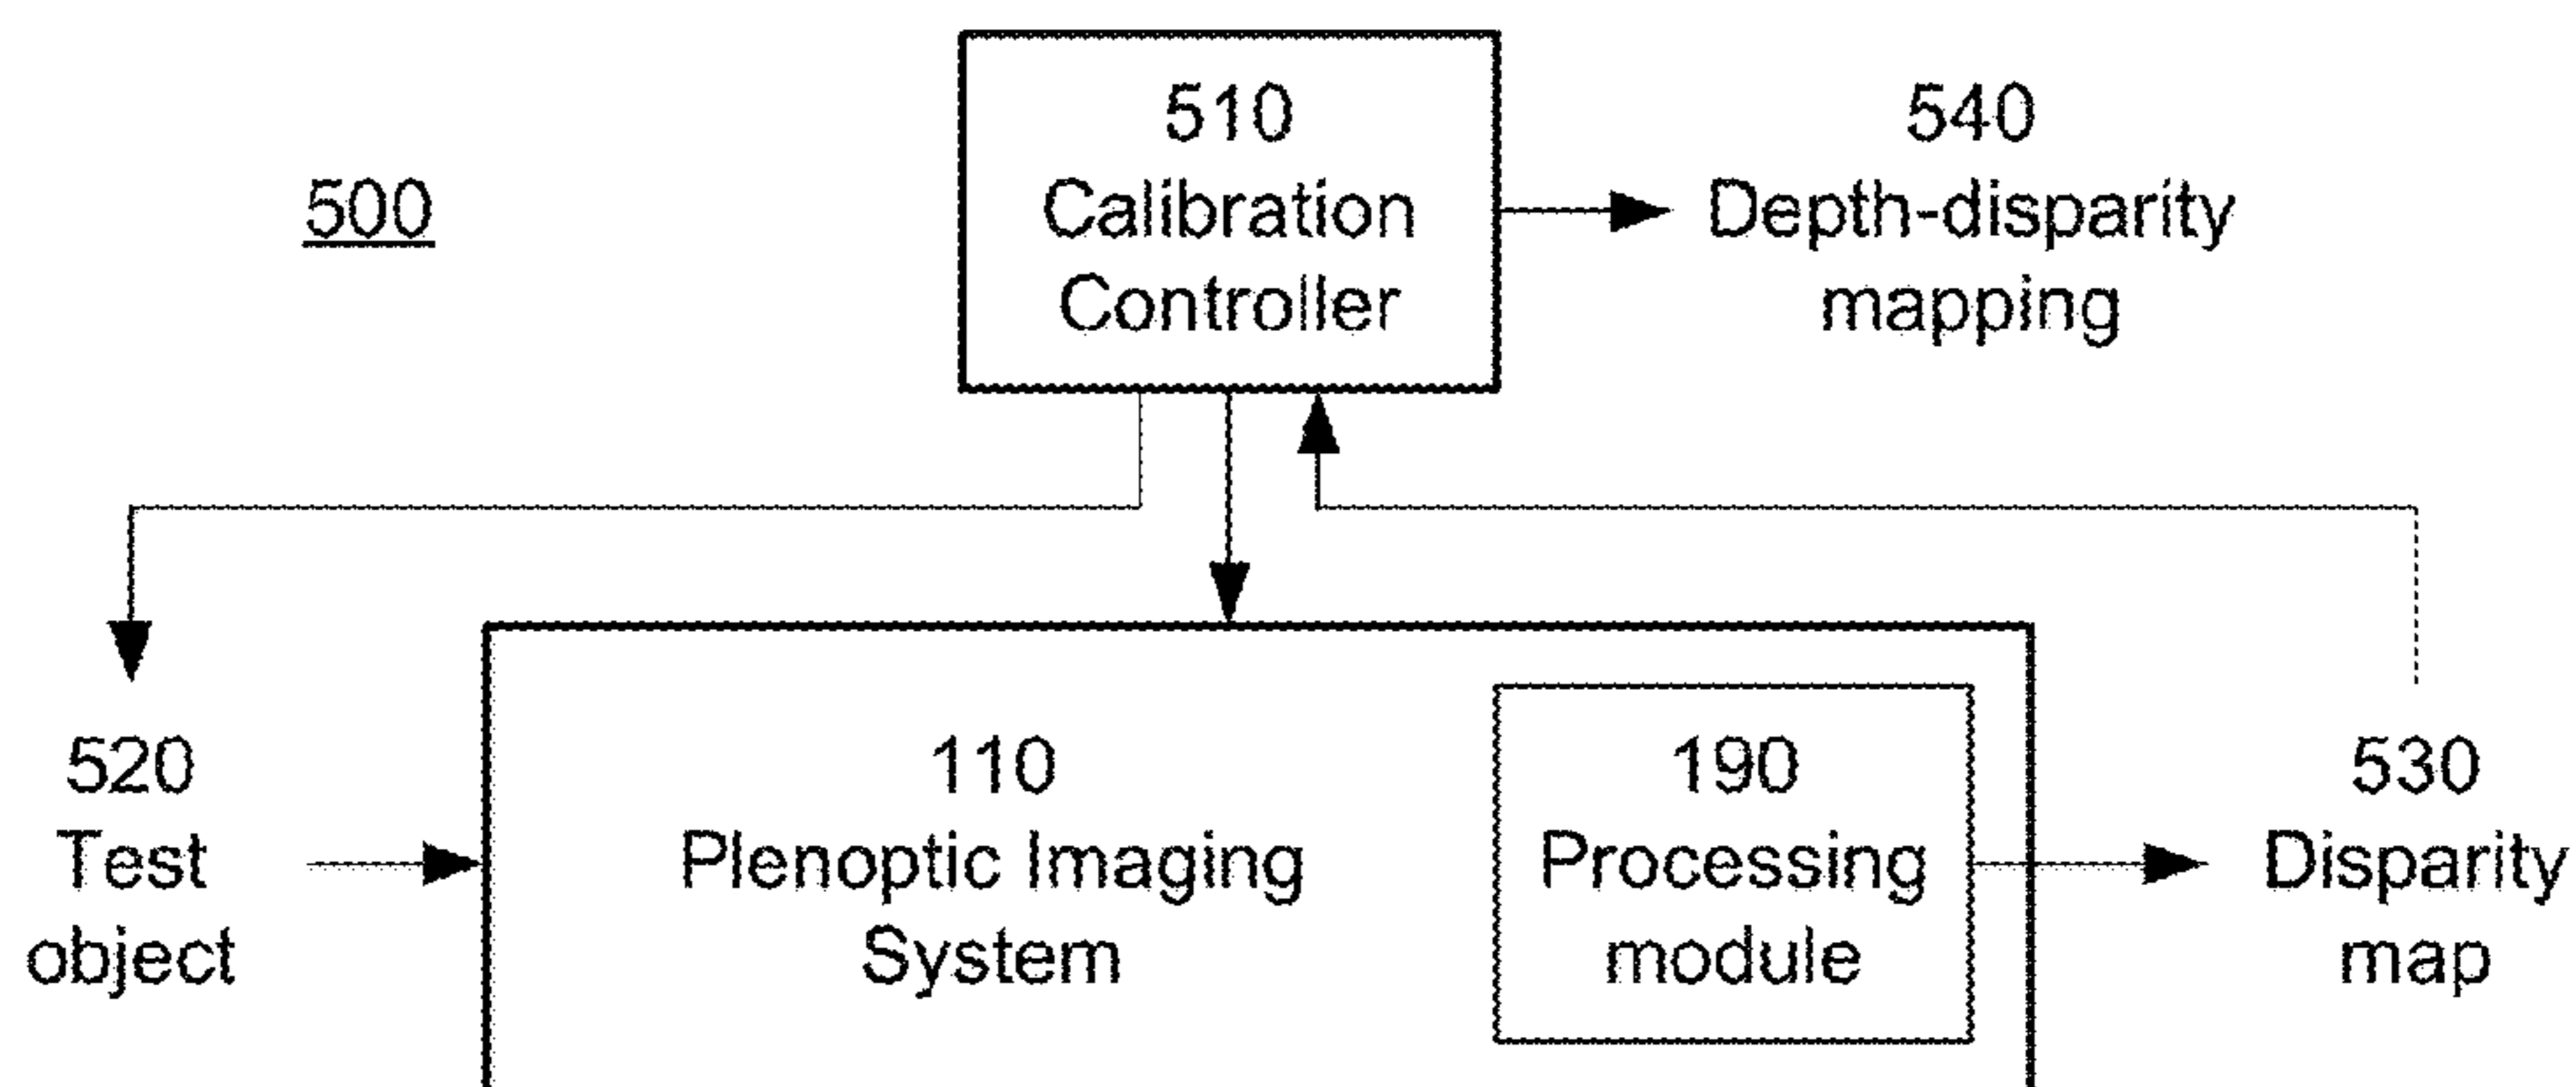 500
510
Calibration
Controller
540
Depth-disparity
mapping
520
Test
object
110
Plenoptic Imaging
System
190
Processing
module
530
Disparity
map